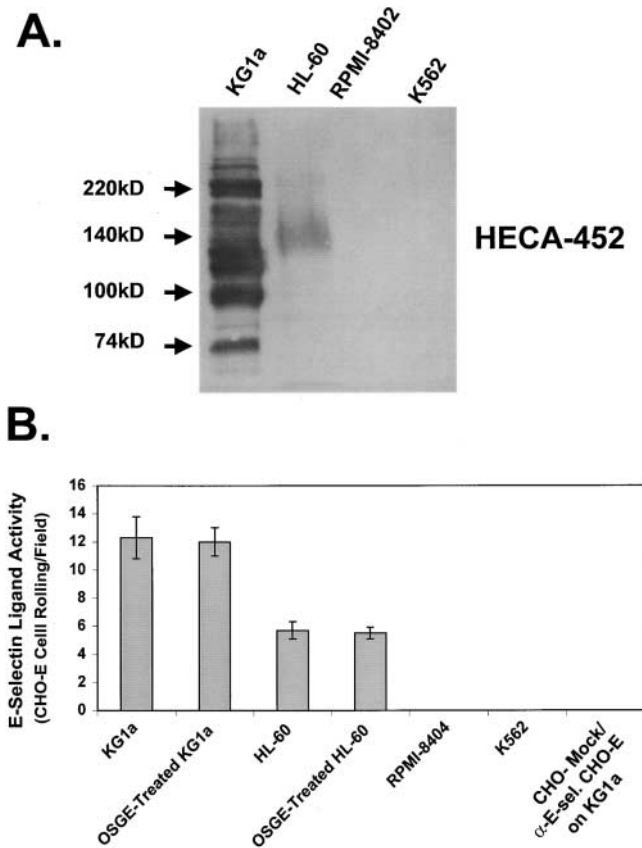 A.
KG1a
HL-60
RPMI-8402
K562
220kD
140kD
100kD
74kD
HECA-452
B.
E-Selectin Ligand Activity
(CHO-E Celll Rolling/Field)
16
14
12
10
8
6
4
2
0
KG1a
OSGE-Treated KG1a
HL-60
OSGE-Treated HL-60
RPMI-8404
K562
CHO- Mock/
α-E-sel. CHO-E
on KG1a